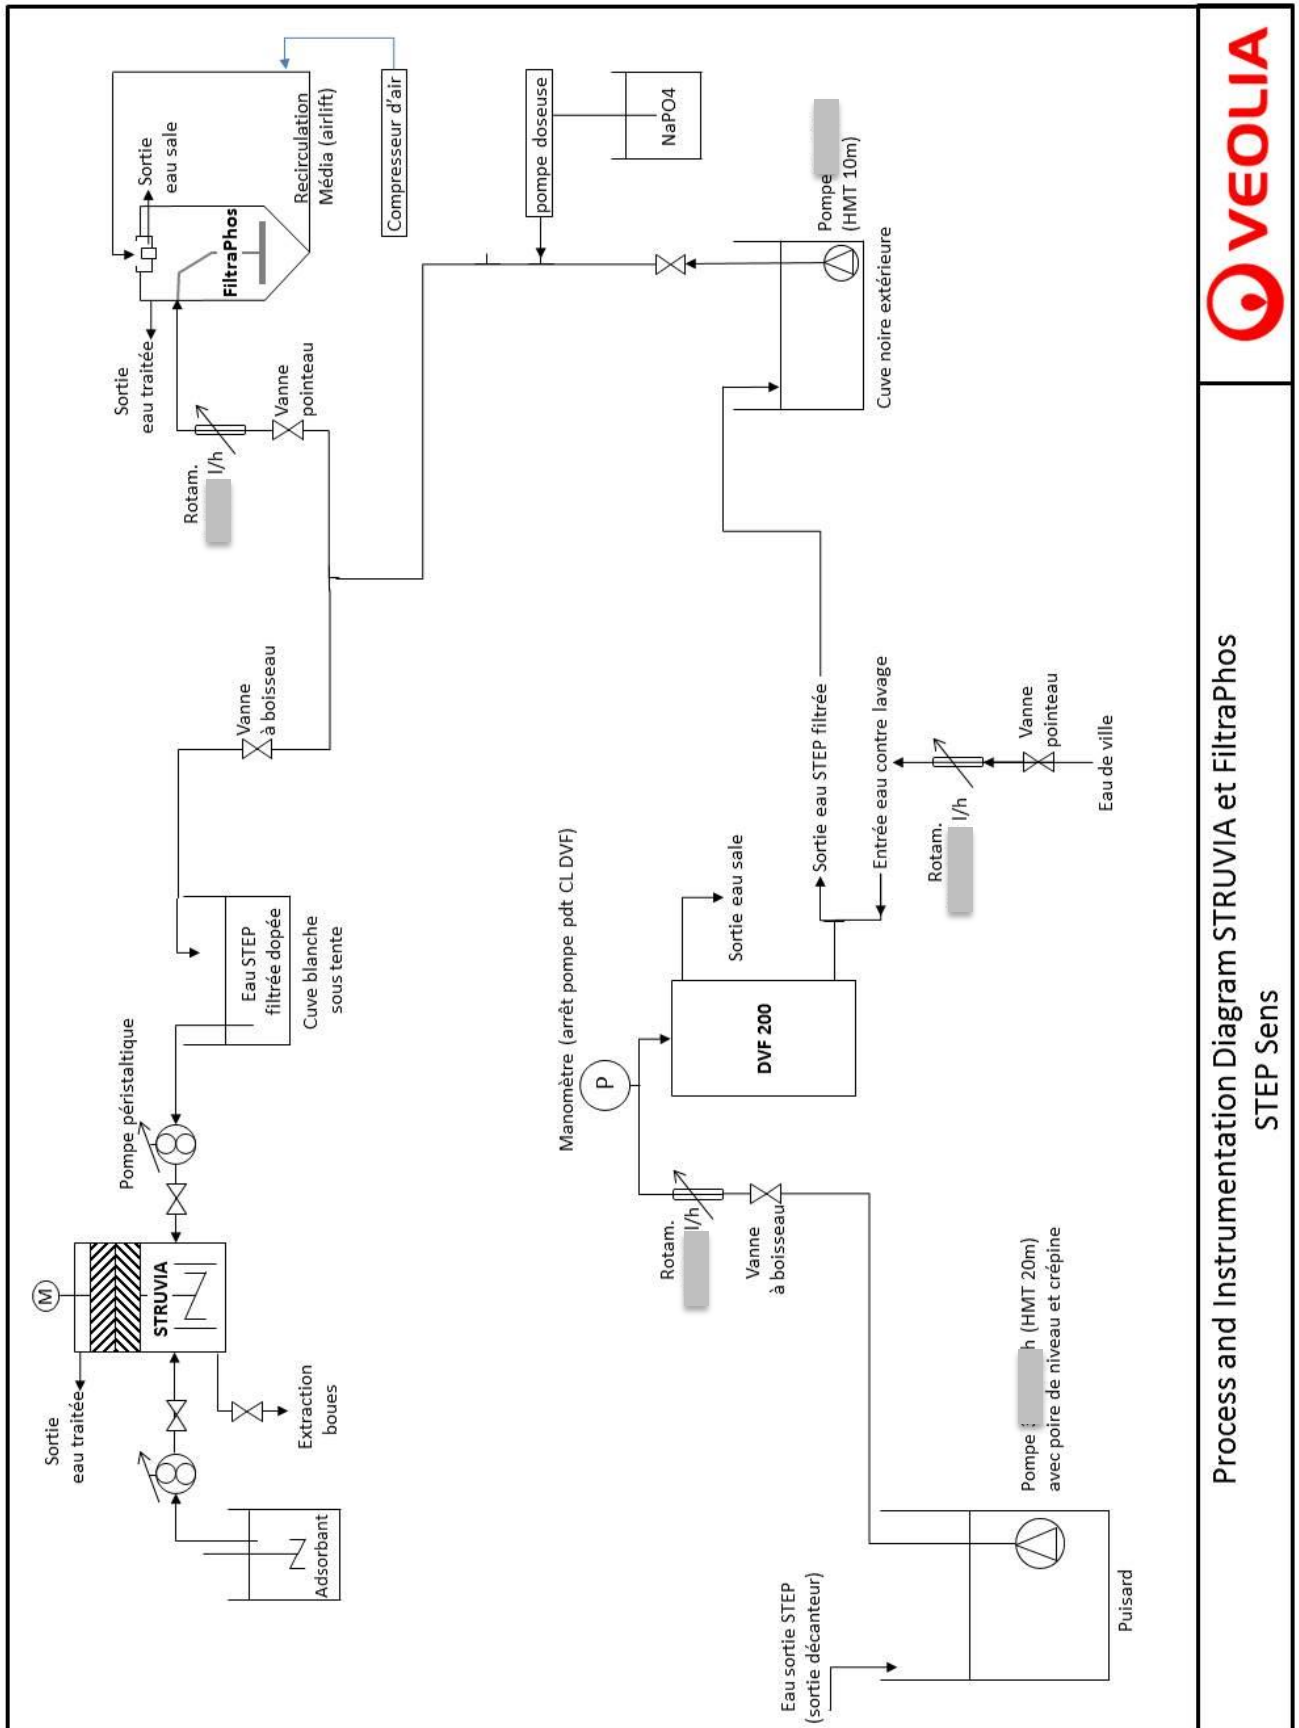 Sortie
eau traitée
M
STRUVIA
Pompe péristaltique
Adsorbant
Extraction
boues
Eau STEP
filtrée dopée
Cuve blanche
sous tente
Vanne
à boisseau
Rotam.
l/h
Vanne
pointeau
Sortie
eau traitée
Sortie
eau sale
FiltraPhos
Recirculation
Média (airlift)
Compresseur d'air
pompe doseuse
NaPO4
Pompe
(HMT 10m)
Cuve noire extérieure
Eau sortie STEP
(sortie décanteur)
Puisard
Pompe
h (HMT 20m)
avec poire de niveau et crépine
Rotam.
l/h
Vanne
à boisseau
Manomètre (arrêt pompe pdt CL DVF)
P
DVF 200
Sortie eau sale
Sortie eau STEP filtrée
Entrée eau contre lavage
Rotam.
l/h
Vanne
pointeau
Eau de ville
Process and Instrumentation Diagram STRUVIA et FiltraPhos
STEP Sens
VEOLIA